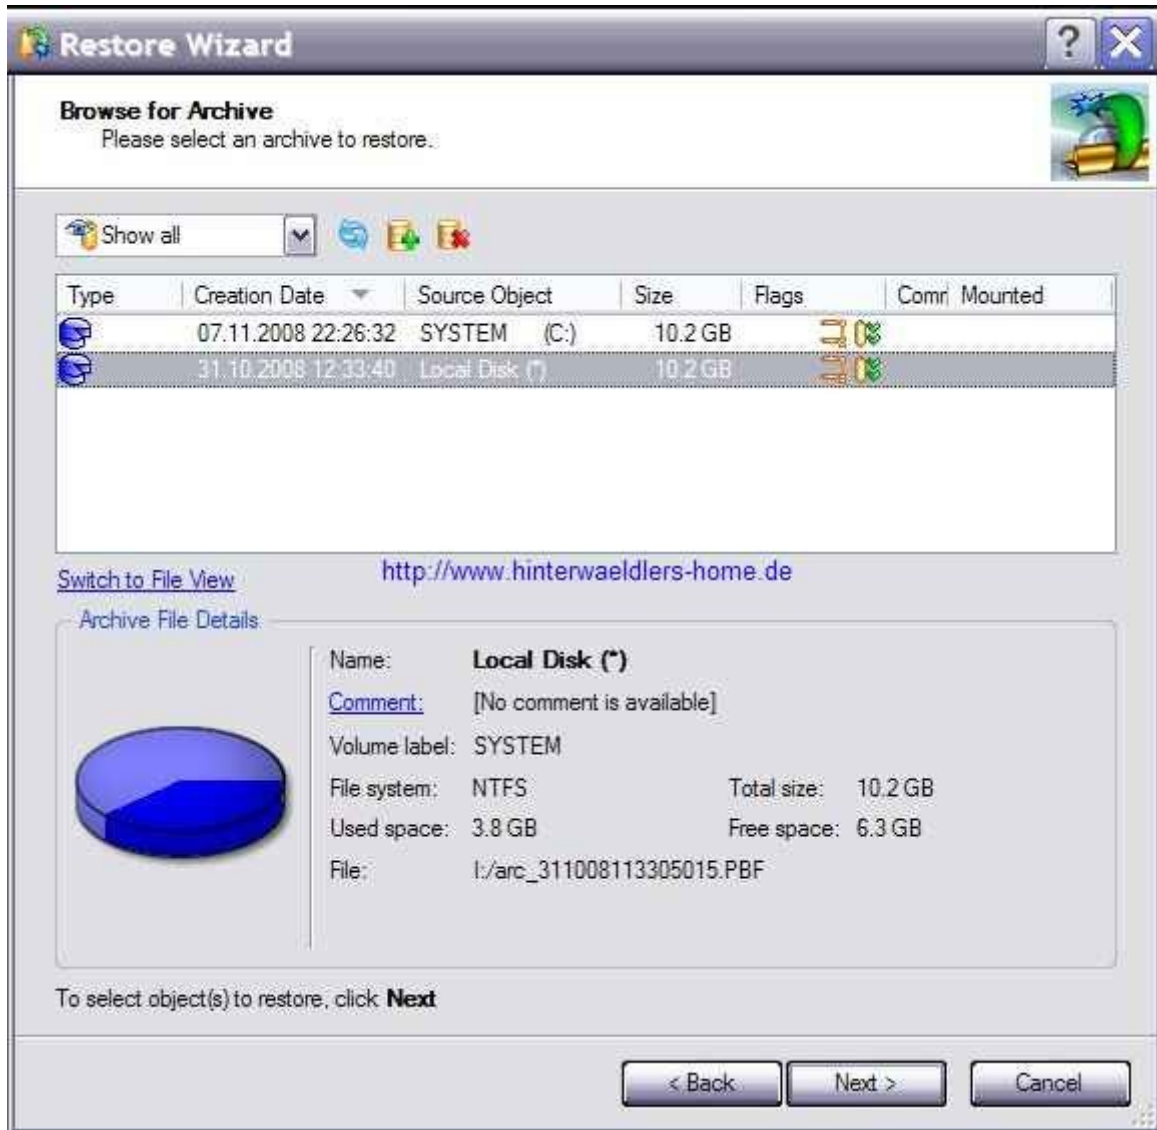 Restore Wizard
?
Browse for Archive
Please select an archive to restore.
Show all
Type Creation Date Source Object Size Flags Comr Mounted
07.11.2008 22:26:32 SYSTEM (C:) 10.2 GB
31.10.2008 12:33:40 Local Disk (*) 10.2 GB
Switch to File View
http://www.hinterwaeldlers-home.de
Archive File Details
Name: Local Disk (*)
Comment: [No comment is available]
Volume label: SYSTEM
File system: NTFS Total size: 10.2 GB
Used space: 3.8 GB Free space: 6.3 GB
File: I:/arc_311008113305015.PBF
To select object(s) to restore, click Next
< Back Next > Cancel